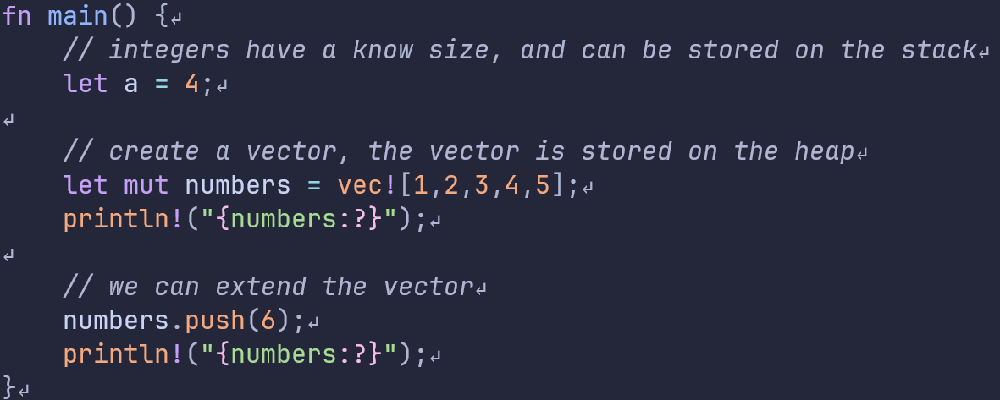 fn main() {↲
    // integers have a know size, and can be stored on the stack↲
    let a = 4;↲
↲
    // create a vector, the vector is stored on the heap↲
    let mut numbers = vec![1,2,3,4,5];↲
    println!("{numbers:?}");↲
↲
    // we can extend the vector↲
    numbers.push(6);↲
    println!("{numbers:?}");↲
}↲